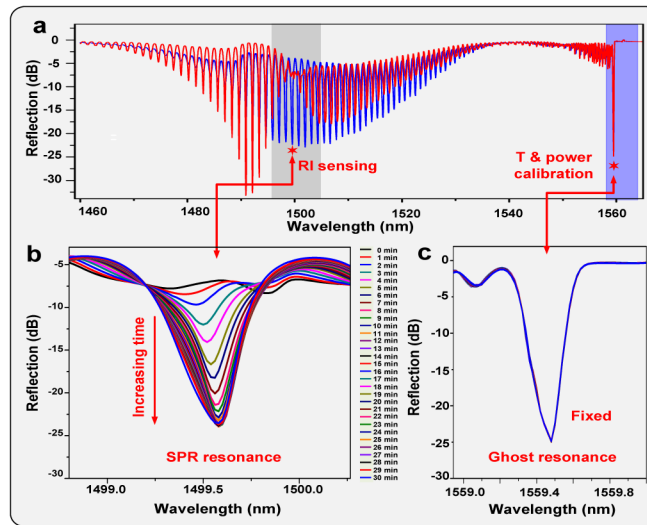 a
Reflection (dB)
0
-5
-10
-15
-20
-25
-30
RI sensing
T & power
calibration
1460
1480
1500
1520
1540
1560
Wavelength (nm)
b
Reflection (dB)
-5
-10
-15
-20
-25
-30
Increasing time
SPR resonance
1499.0
1499.5
1500.0
Wavelength (nm)
0 min
1 min
2 min
3 min
4 min
5 min
6 min
7 min
8 min
9 min
10 min
11 min
12 min
13 min
14 min
15 min
16 min
17 min
18 min
19 min
20 min
21 min
22 min
23 min
24 min
25 min
26 min
27 min
28 min
29 min
30 min
c
Reflection (dB)
0
-5
-10
-15
-20
-25
-30
Fixed
Ghost resonance
1559.0
1559.4
1559.8
Wavelength (nm)